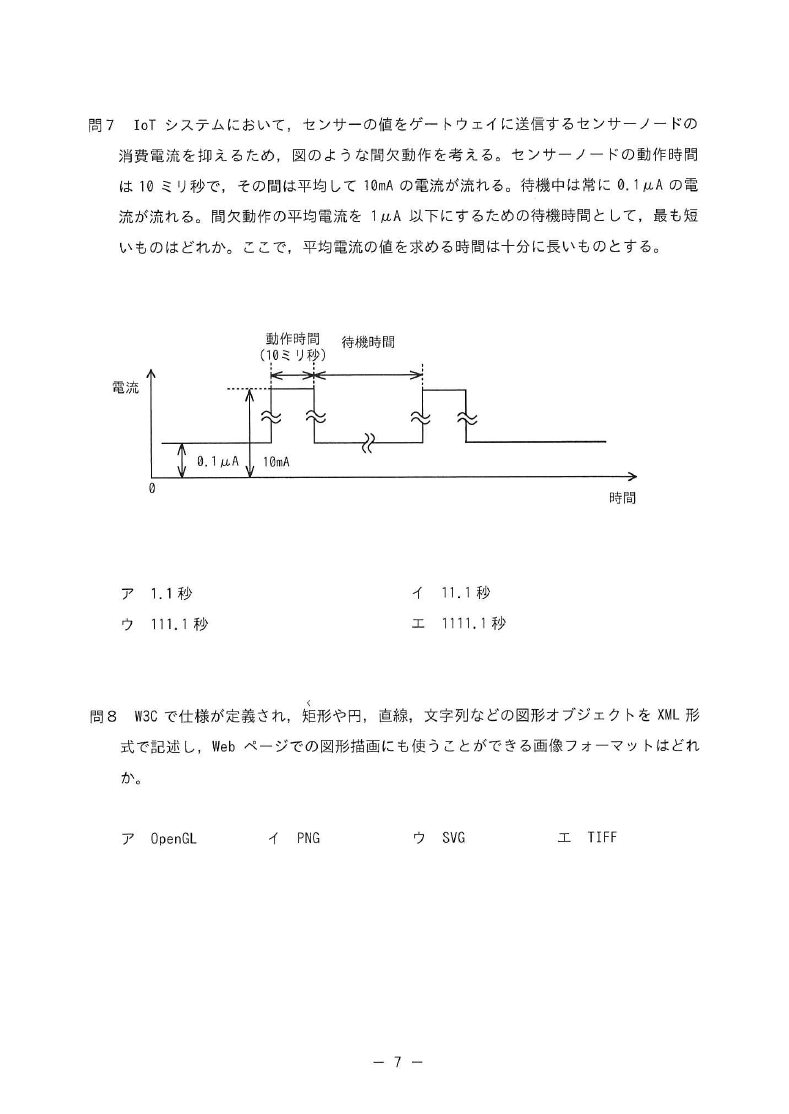 問7 IoT システムにおいて，センサーの値をゲートウェイに送信するセンサーノードの
消費電流を抑えるため，図のような間欠動作を考える。センサーノードの動作時間
は 10 ミリ秒で，その間は平均して 10mA の電流が流れる。待機中は常に 0.1μA の電
流が流れる。間欠動作の平均電流を 1μA 以下にするための待機時間として，最も短
いものはどれか。ここで，平均電流の値を求める時間は十分に長いものとする。
動作時間
(10ミリ秒)
待機時間
電流
0.1μA
10mA
0
時間
ア 1.1秒
イ 11.1秒
ウ 111.1秒
エ 1111.1秒
く
問8 W3C で仕様が定義され，矩形や円，直線，文字列などの図形オブジェクトを XML 形
式で記述し，Web ページでの図形描画にも使うことができる画像フォーマットはどれ
か。
ア OpenGL イ PNG ウ SVG エ TIFF
— 7 —